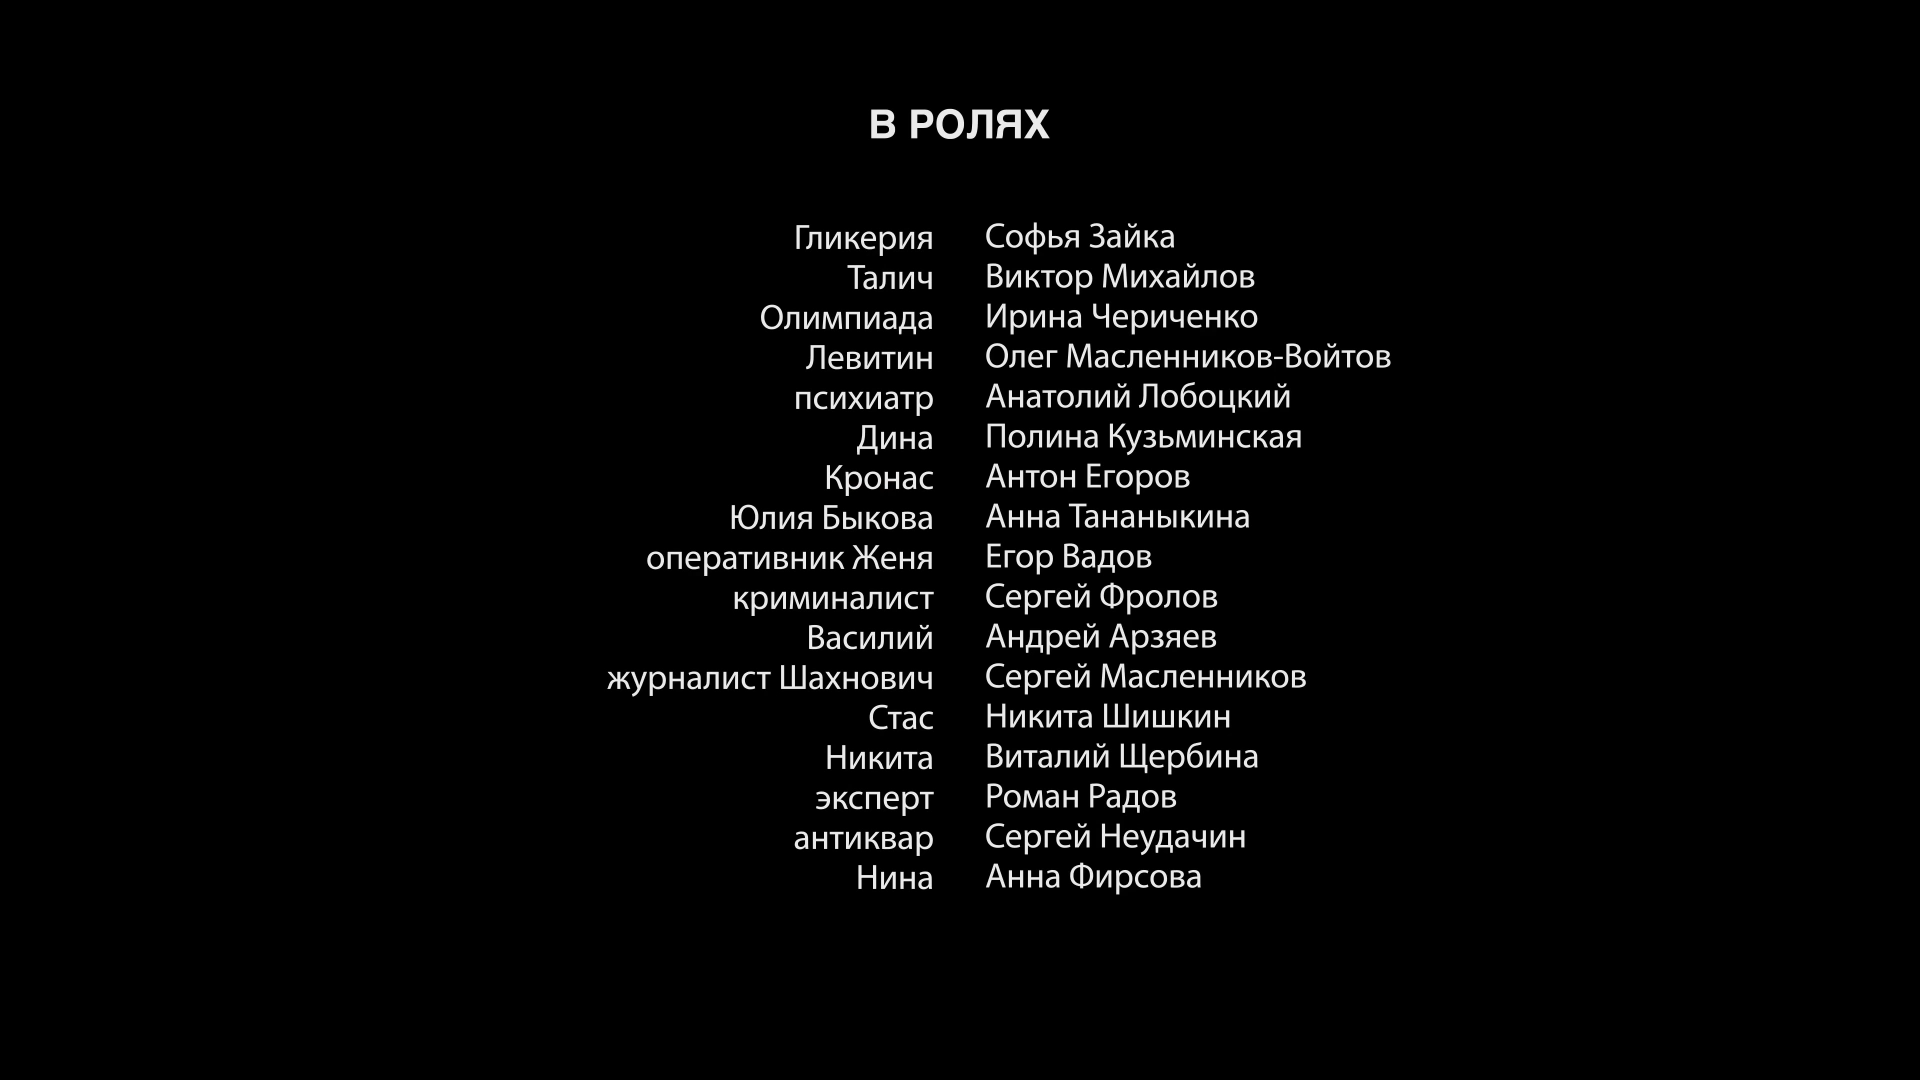 В РОЛЯХ
Гликерия Софья Зайка
Талич Виктор Михайлов
Олимпиада Ирина Чериченко
Левитин Олег Масленников-Войтов
психиатр Анатолий Лобоцкий
Дина Полина Кузьминская
Кронас Антон Егоров
Юлия Быкова Анна Тананыкина
оперативник Женя Егор Вадов
криминалист Сергей Фролов
Василий Андрей Арзяев
журналист Шахнович Сергей Масленников
Стас Никита Шишкин
Никита Виталий Щербина
эксперт Роман Радов
антиквар Сергей Неудачин
Нина Анна Фирсова